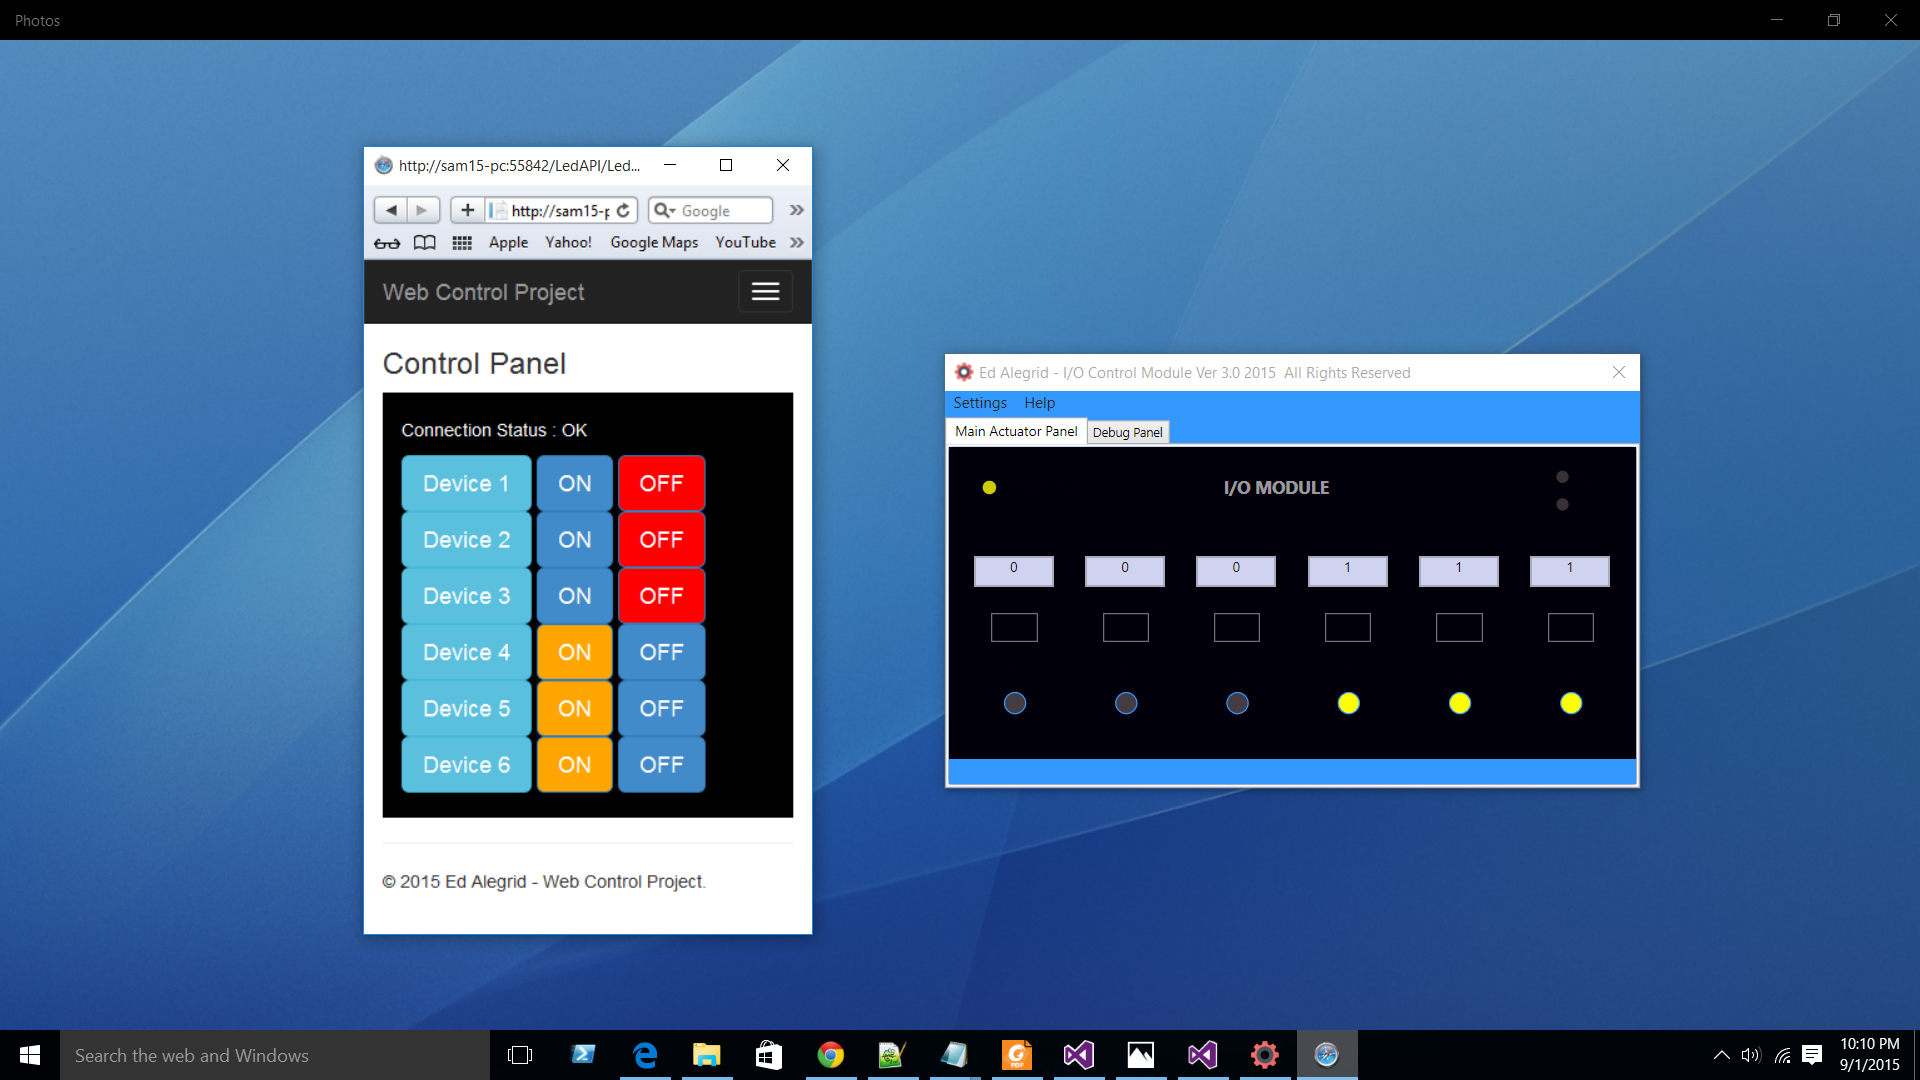 Photos
http://sam15-pc:55842/LedAPI/Led...
http://sam15-p
Google
Apple Yahoo! Google Maps YouTube
Web Control Project
Control Panel
Connection Status : OK
Device 1 ON OFF
Device 2 ON OFF
Device 3 ON OFF
Device 4 ON OFF
Device 5 ON OFF
Device 6 ON OFF
© 2015 Ed Alegrid - Web Control Project.
Ed Alegrid - I/O Control Module Ver 3.0 2015 All Rights Reserved
Settings Help
Main Actuator Panel Debug Panel
I/O MODULE
0 0 0 1 1 1
Search the web and Windows
PDF
10:10 PM
9/1/2015